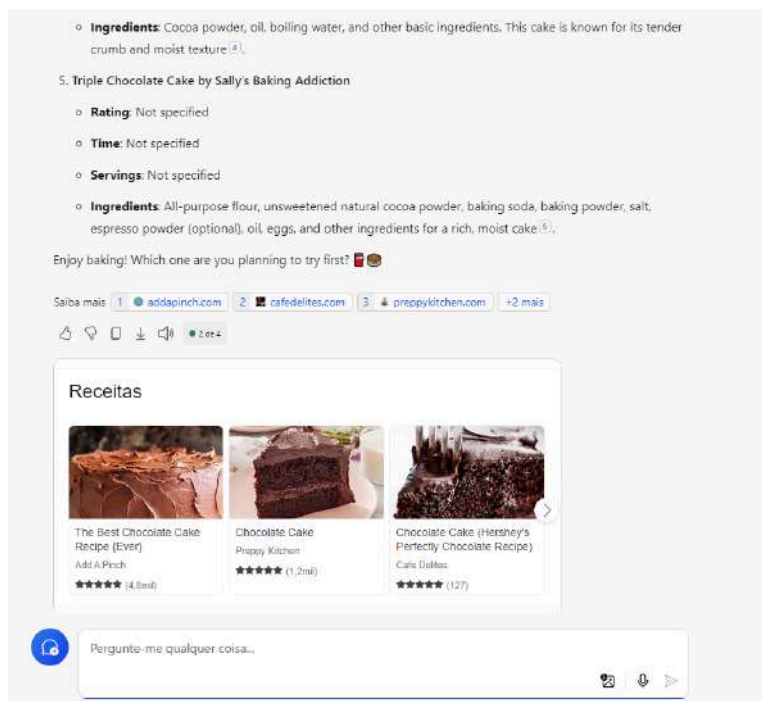 Ingredients: Cocoa powder, oil, boiling water, and other basic ingredients. This cake is known for its tender
crumb and moist texture 4.
5. Triple Chocolate Cake by Sally's Baking Addiction
Rating: Not specified
Time: Not specified
Servings: Not specified
Ingredients: All-purpose flour, unsweetened natural cocoa powder, baking soda, baking powder, salt,
espresso powder (optional), oil, eggs, and other ingredients for a rich, moist cake 5.
Enjoy baking! Which one are you planning to try first?
Saiba mais 1 addapinch.com 2 cafedelites.com 3 preppykitchen.com +2 mais
2 de 4
Receitas
The Best Chocolate Cake
Recipe {Ever}
Add A Pinch
(4,8mil)
Chocolate Cake
Preppy Kitchen
(1,2mil)
Chocolate Cake (Hershey's
Perfectly Chocolate Recipe)
Cafe Delites
(127)
Pergunte-me qualquer coisa...